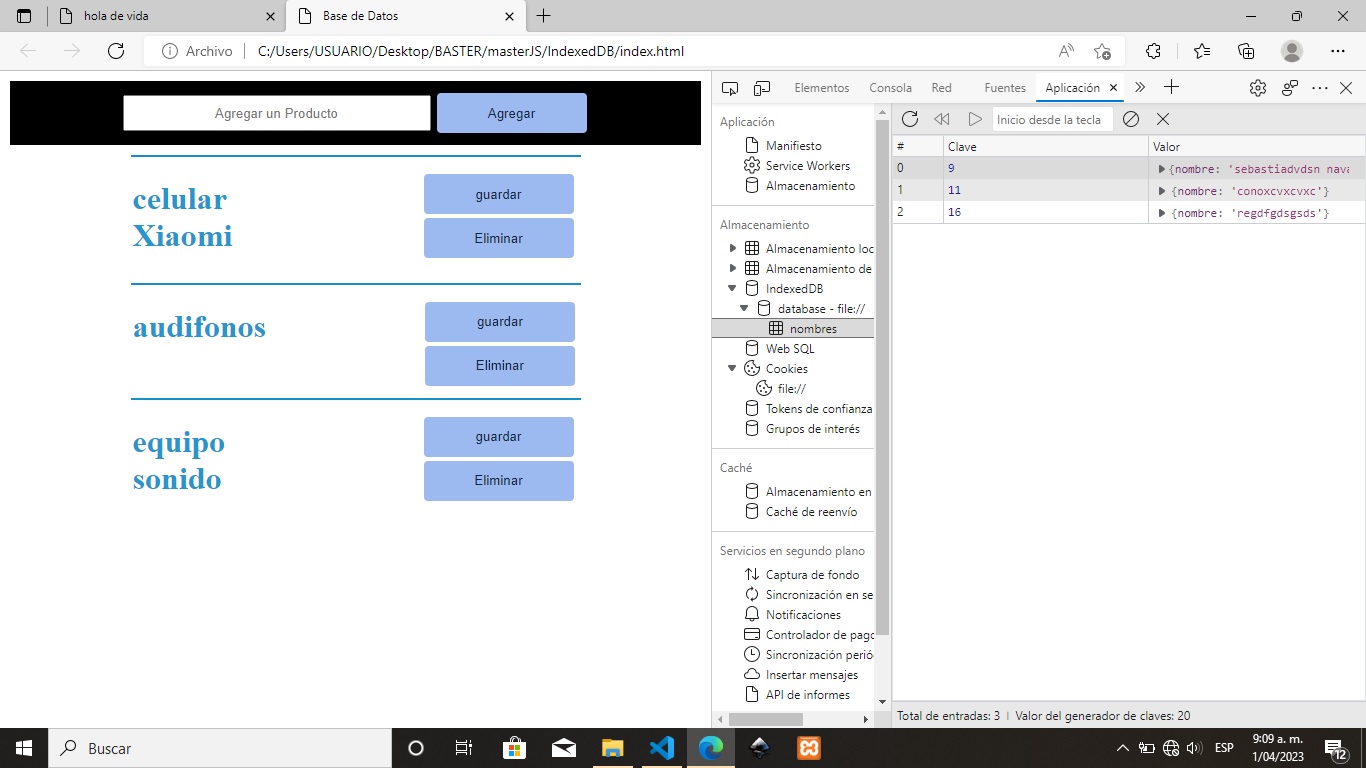 hola de vida
Base de Datos
Archivo
C:/Users/USUARIO/Desktop/BASTER/masterJS/IndexedDB/index.html
Agregar un Producto
Agregar
celular
Xiaomi
guardar
Eliminar
audifonos
guardar
Eliminar
equipo
sonido
guardar
Eliminar
Elementos
Consola
Red
Fuentes
Aplicación
Aplicación
Manifiesto
Service Workers
Almacenamiento
Almacenamiento
Almacenamiento loc
Almacenamiento de
IndexedDB
database - file://
nombres
Web SQL
Cookies
file://
Tokens de confianza
Grupos de interés
Caché
Almacenamiento en
Caché de reenvío
Servicios en segundo plano
Captura de fondo
Sincronización en se
Notificaciones
Controlador de pago
Sincronización perió
Insertar mensajes
API de informes
Inicio desde la tecla
# Clave Valor
0 9 {nombre: 'sebastiadvdsn nava
1 11 {nombre: 'conoxcvxcvxc'}
2 16 {nombre: 'regdfgdsgsds'}
Total de entradas: 3 | Valor del generador de claves: 20
Buscar
ESP
9:09 a. m.
1/04/2023
12